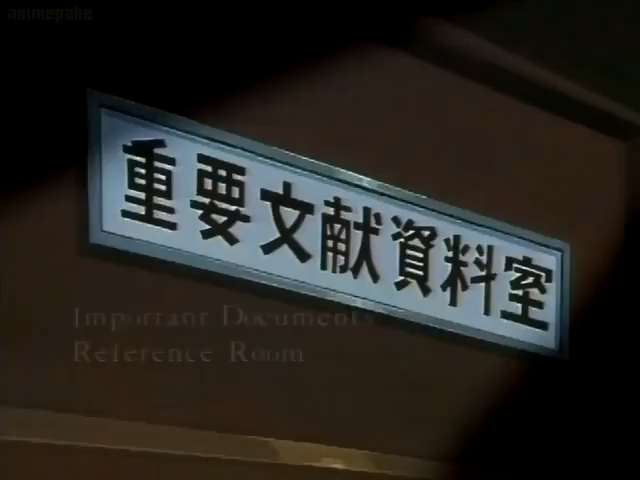 animepahe
重要文献資料室
Important Documents
Reference Room